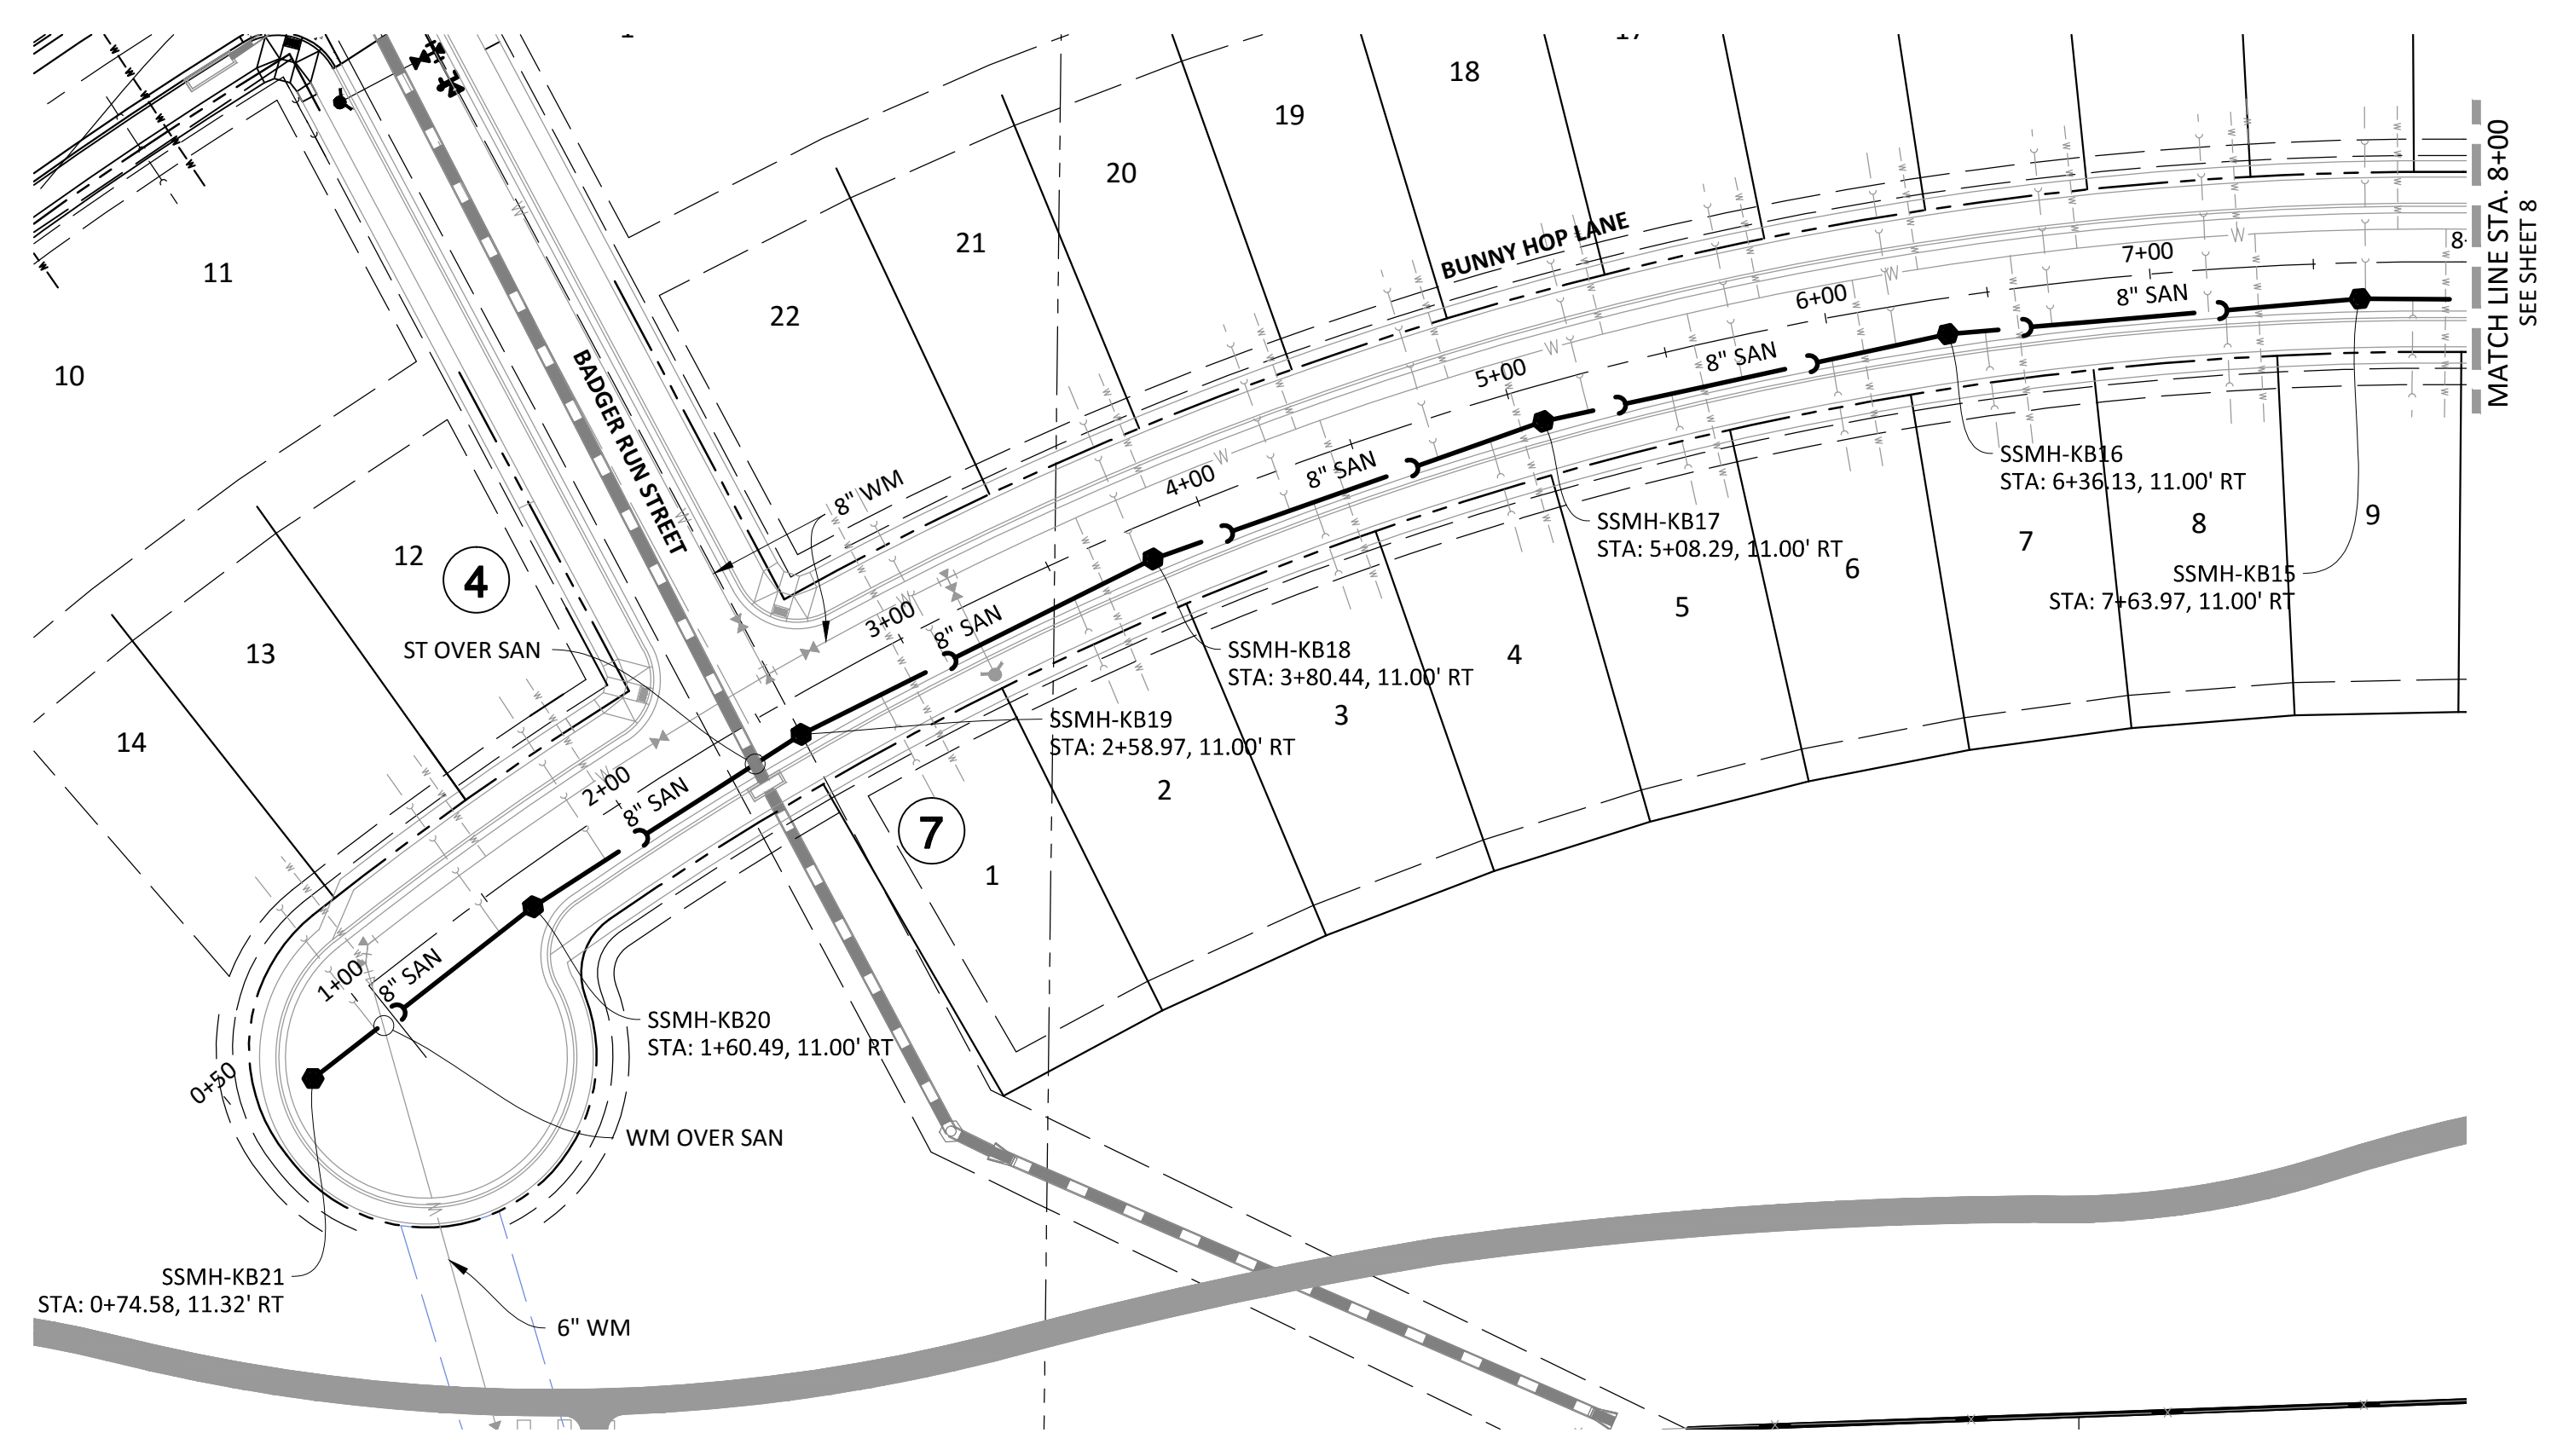 18
19
20
21
22
11
10
12
13
14
4
BADGER RUN STREET
BUNNY HOP LANE
8" WM
ST OVER SAN
0+50
1+00
2+00
3+00
4+00
5+00
6+00
7+00
8" SAN
8" SAN
8" SAN
8" SAN
8" SAN
8" SAN
MATCH LINE STA. 8+00
SEE SHEET 8
SSMH-KB16
STA: 6+36.13, 11.00' RT
SSMH-KB17
STA: 5+08.29, 11.00' RT
SSMH-KB15
STA: 7+63.97, 11.00' RT
SSMH-KB18
STA: 3+80.44, 11.00' RT
SSMH-KB19
STA: 2+58.97, 11.00' RT
SSMH-KB20
STA: 1+60.49, 11.00' RT
WM OVER SAN
SSMH-KB21
STA: 0+74.58, 11.32' RT
6" WM
7
1
2
3
4
5
6
7
8
9